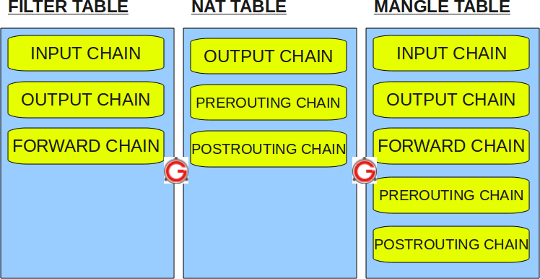 FILTER TABLE
INPUT CHAIN
OUTPUT CHAIN
FORWARD CHAIN
NAT TABLE
OUTPUT CHAIN
PREROUTING CHAIN
POSTROUTING CHAIN
MANGLE TABLE
INPUT CHAIN
OUTPUT CHAIN
FORWARD CHAIN
PREROUTING CHAIN
POSTROUTING CHAIN
G
G